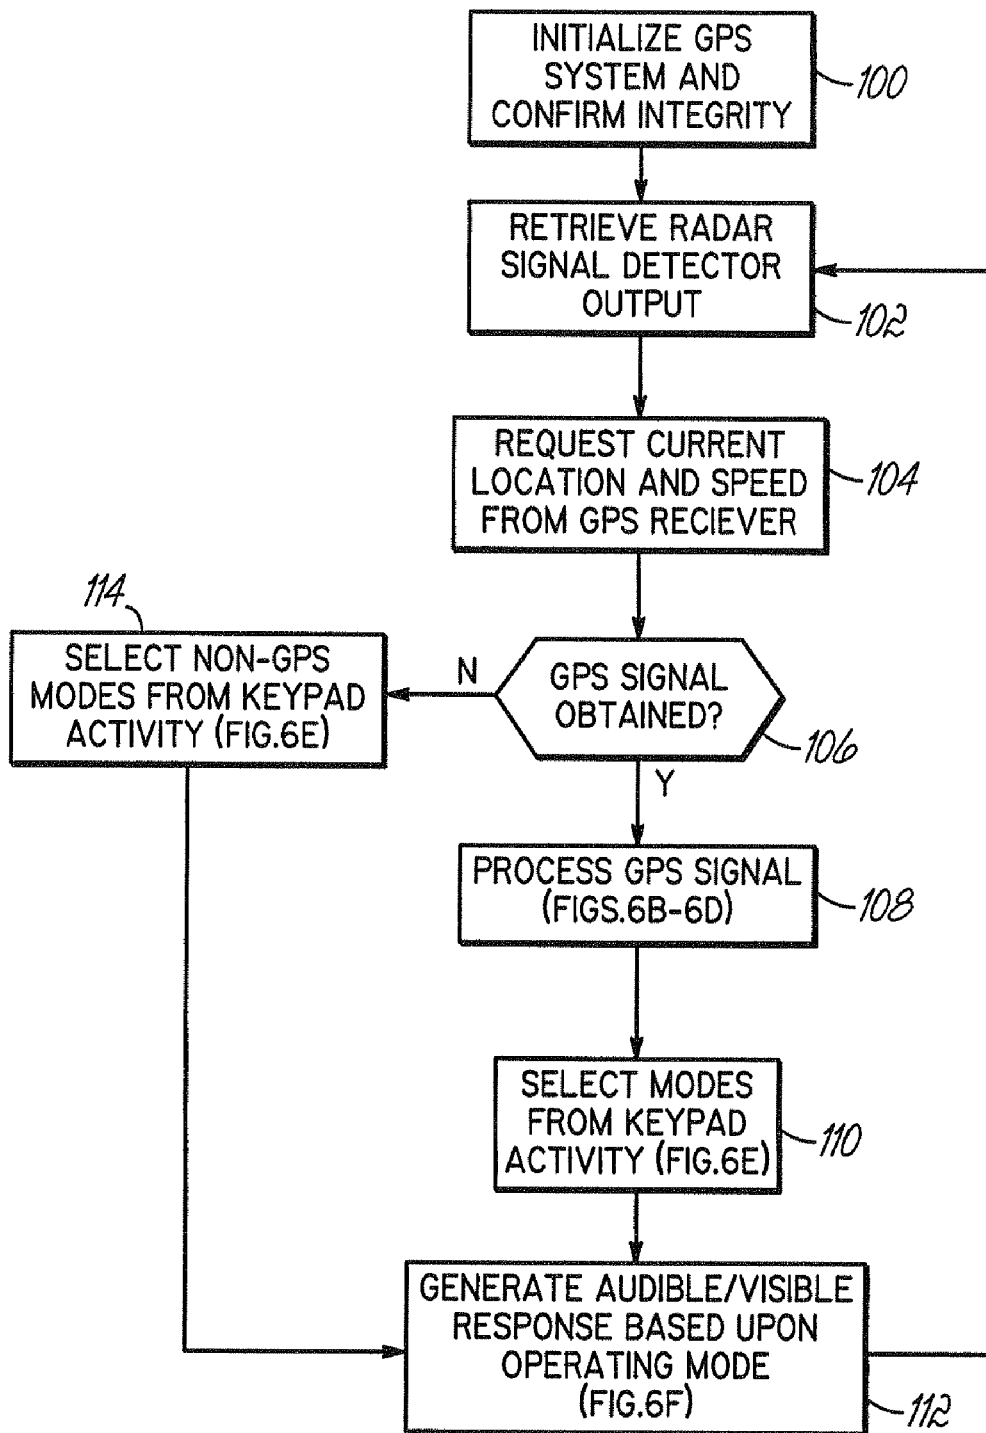 INITIALIZE GPS
SYSTEM AND
CONFIRM INTEGRITY
100
RETRIEVE RADAR
SIGNAL DETECTOR
OUTPUT
102
REQUEST CURRENT
LOCATION AND SPEED
FROM GPS RECIEVER
104
114
SELECT NON-GPS
MODES FROM KEYPAD
ACTIVITY (FIG.6E)
N
GPS SIGNAL
OBTAINED?
106
Y
PROCESS GPS SIGNAL
(FIGS.6B-6D)
108
SELECT MODES
FROM KEYPAD
ACTIVITY (FIG.6E)
110
GENERATE AUDIBLE/VISIBLE
RESPONSE BASED UPON
OPERATING MODE
(FIG.6F)
112